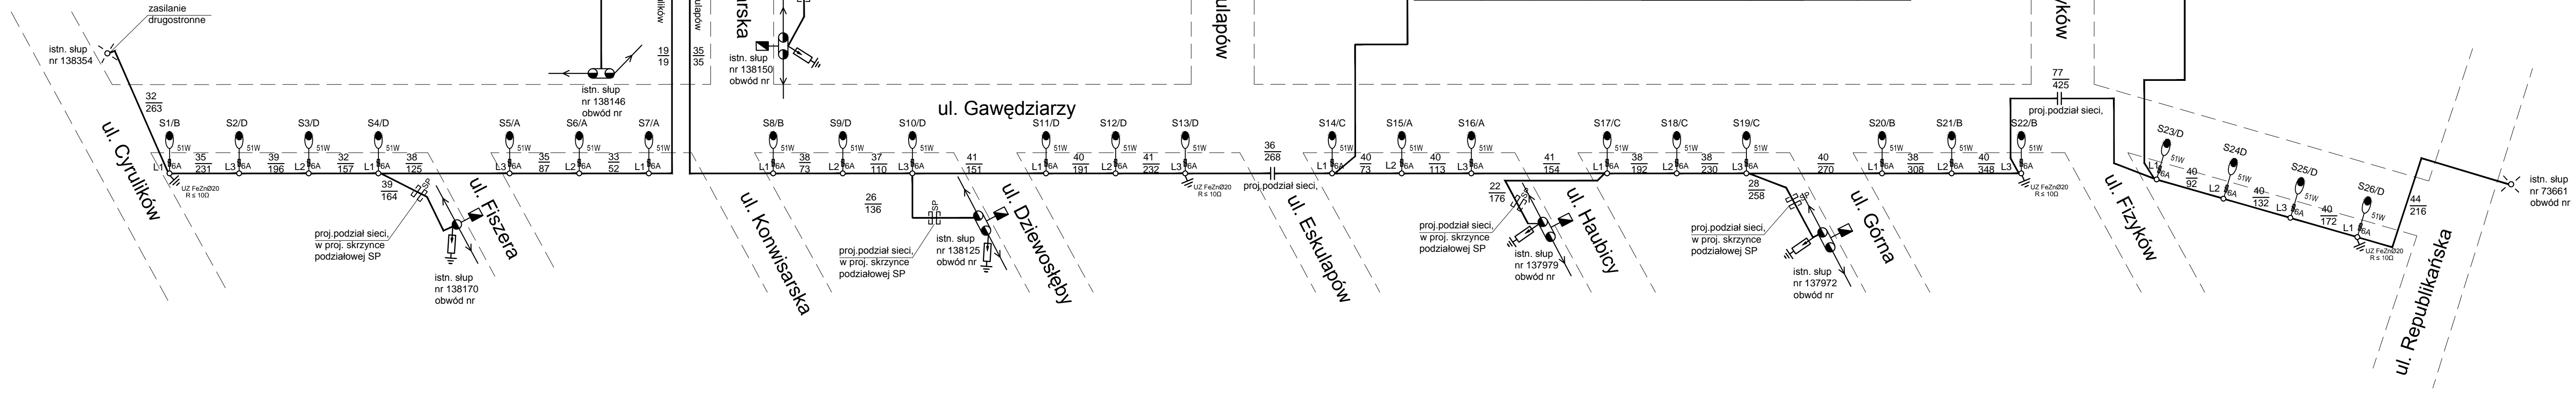 zasilanie
drugostronne
istn. słup
nr 138354
32
263
ul. Cyrulików
istn. słup
nr 138146
obwód nr
19
19
35
35
ików
ulapów
arska
istn. słup
nr 138150
obwód nr
ulapów
yków
ul. Gawędziarzy
S1/B
51W
L1
6A
UZ FeZnØ20
R ≤ 10Ω
35
231
S2/D
51W
L3
6A
39
196
S3/D
51W
L2
6A
32
157
S4/D
51W
L1
6A
38
125
39
164
SP
proj.podział sieci,
w proj. skrzynce
podziałowej SP
ul. Fiszera
istn. słup
nr 138170
obwód nr
S5/A
51W
L3
6A
35
87
S6/A
51W
L2
6A
33
52
S7/A
51W
L1
6A
ul. Konwisarska
S8/B
51W
L1
6A
38
73
S9/D
51W
L2
6A
37
110
S10/D
51W
L3
6A
41
151
26
136
SP
proj.podział sieci,
w proj. skrzynce
podziałowej SP
istn. słup
nr 138125
obwód nr
ul. Dziewosłęby
S11/D
51W
L1
6A
40
191
S12/D
51W
L2
6A
41
232
S13/D
51W
L3
6A
UZ FeZnØ20
R ≤ 10Ω
36
268
proj.podział sieci,
ul. Eskulapów
S14/C
51W
L1
6A
40
73
S15/A
51W
L2
6A
40
113
S16/A
51W
L3
6A
41
154
22
176
SP
proj.podział sieci,
w proj. skrzynce
podziałowej SP
istn. słup
nr 137979
obwód nr
ul. Haubicy
S17/C
51W
L1
6A
38
192
S18/C
51W
L2
6A
38
230
S19/C
51W
L3
6A
40
270
28
258
SP
proj.podział sieci,
w proj. skrzynce
podziałowej SP
istn. słup
nr 137972
obwód nr
ul. Górna
S20/B
51W
L1
6A
38
308
S21/B
51W
L2
6A
40
348
S22/B
51W
L3
6A
UZ FeZnØ20
R ≤ 10Ω
77
425
proj.podział sieci,
ul. Fizyków
S23/D
51W
L1
6A
40
92
S24D
51W
L2
6A
40
132
S25/D
51W
L3
6A
40
172
S26/D
51W
L1
6A
UZ FeZnØ20
R ≤ 10Ω
44
216
ul. Republikańska
istn. słup
nr 73661
obwód nr